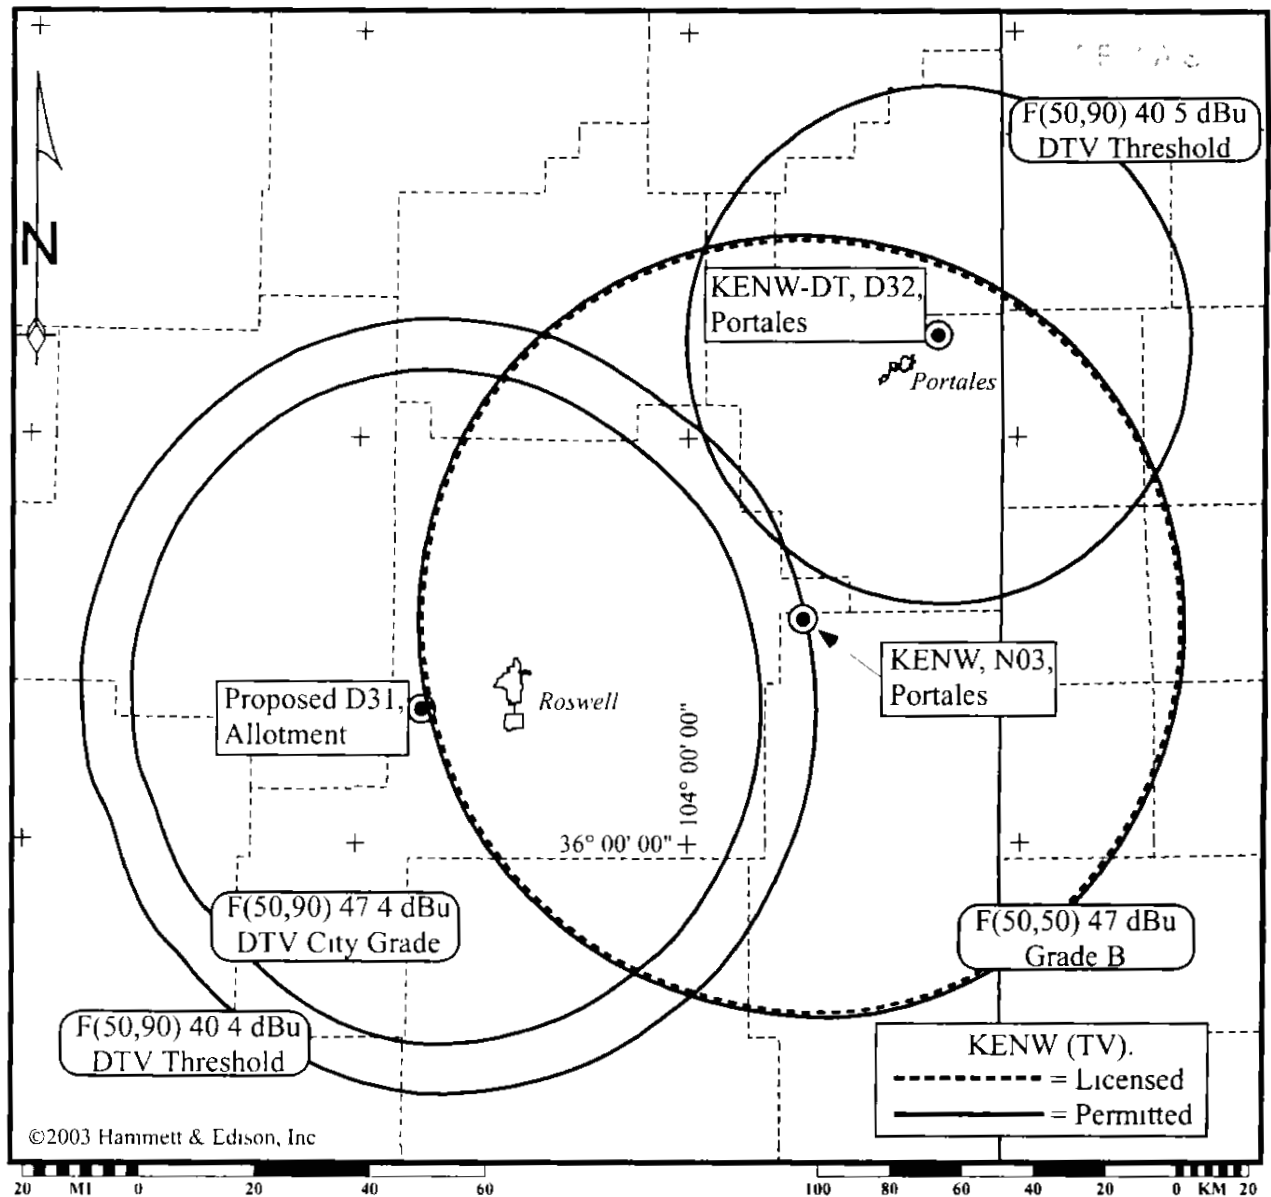 F(50,90) 40 5 dBu
DTV Threshold
N
KENW-DT, D32,
Portales
Portales
KENW, N03,
Portales
Proposed D31,
Allotment
Roswell
104° 00' 00"
36° 00' 00"
F(50,90) 47 4 dBu
DTV City Grade
F(50,50) 47 dBu
Grade B
F(50,90) 40 4 dBu
DTV Threshold
KENW (TV).
= Licensed
= Permitted
©2003 Hammett & Edison, Inc
20 MI 0 20 40 60 100 80 60 40 20 0 KM 20